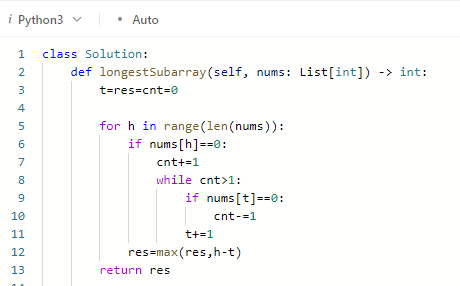 i Python3 • Auto
1 class Solution:
2     def longestSubarray(self, nums: List[int]) -> int:
3         t=res=cnt=0
4
5         for h in range(len(nums)):
6             if nums[h]==0:
7                 cnt+=1
8                 while cnt>1:
9                     if nums[t]==0:
10                         cnt-=1
11                     t+=1
12             res=max(res,h-t)
13         return res